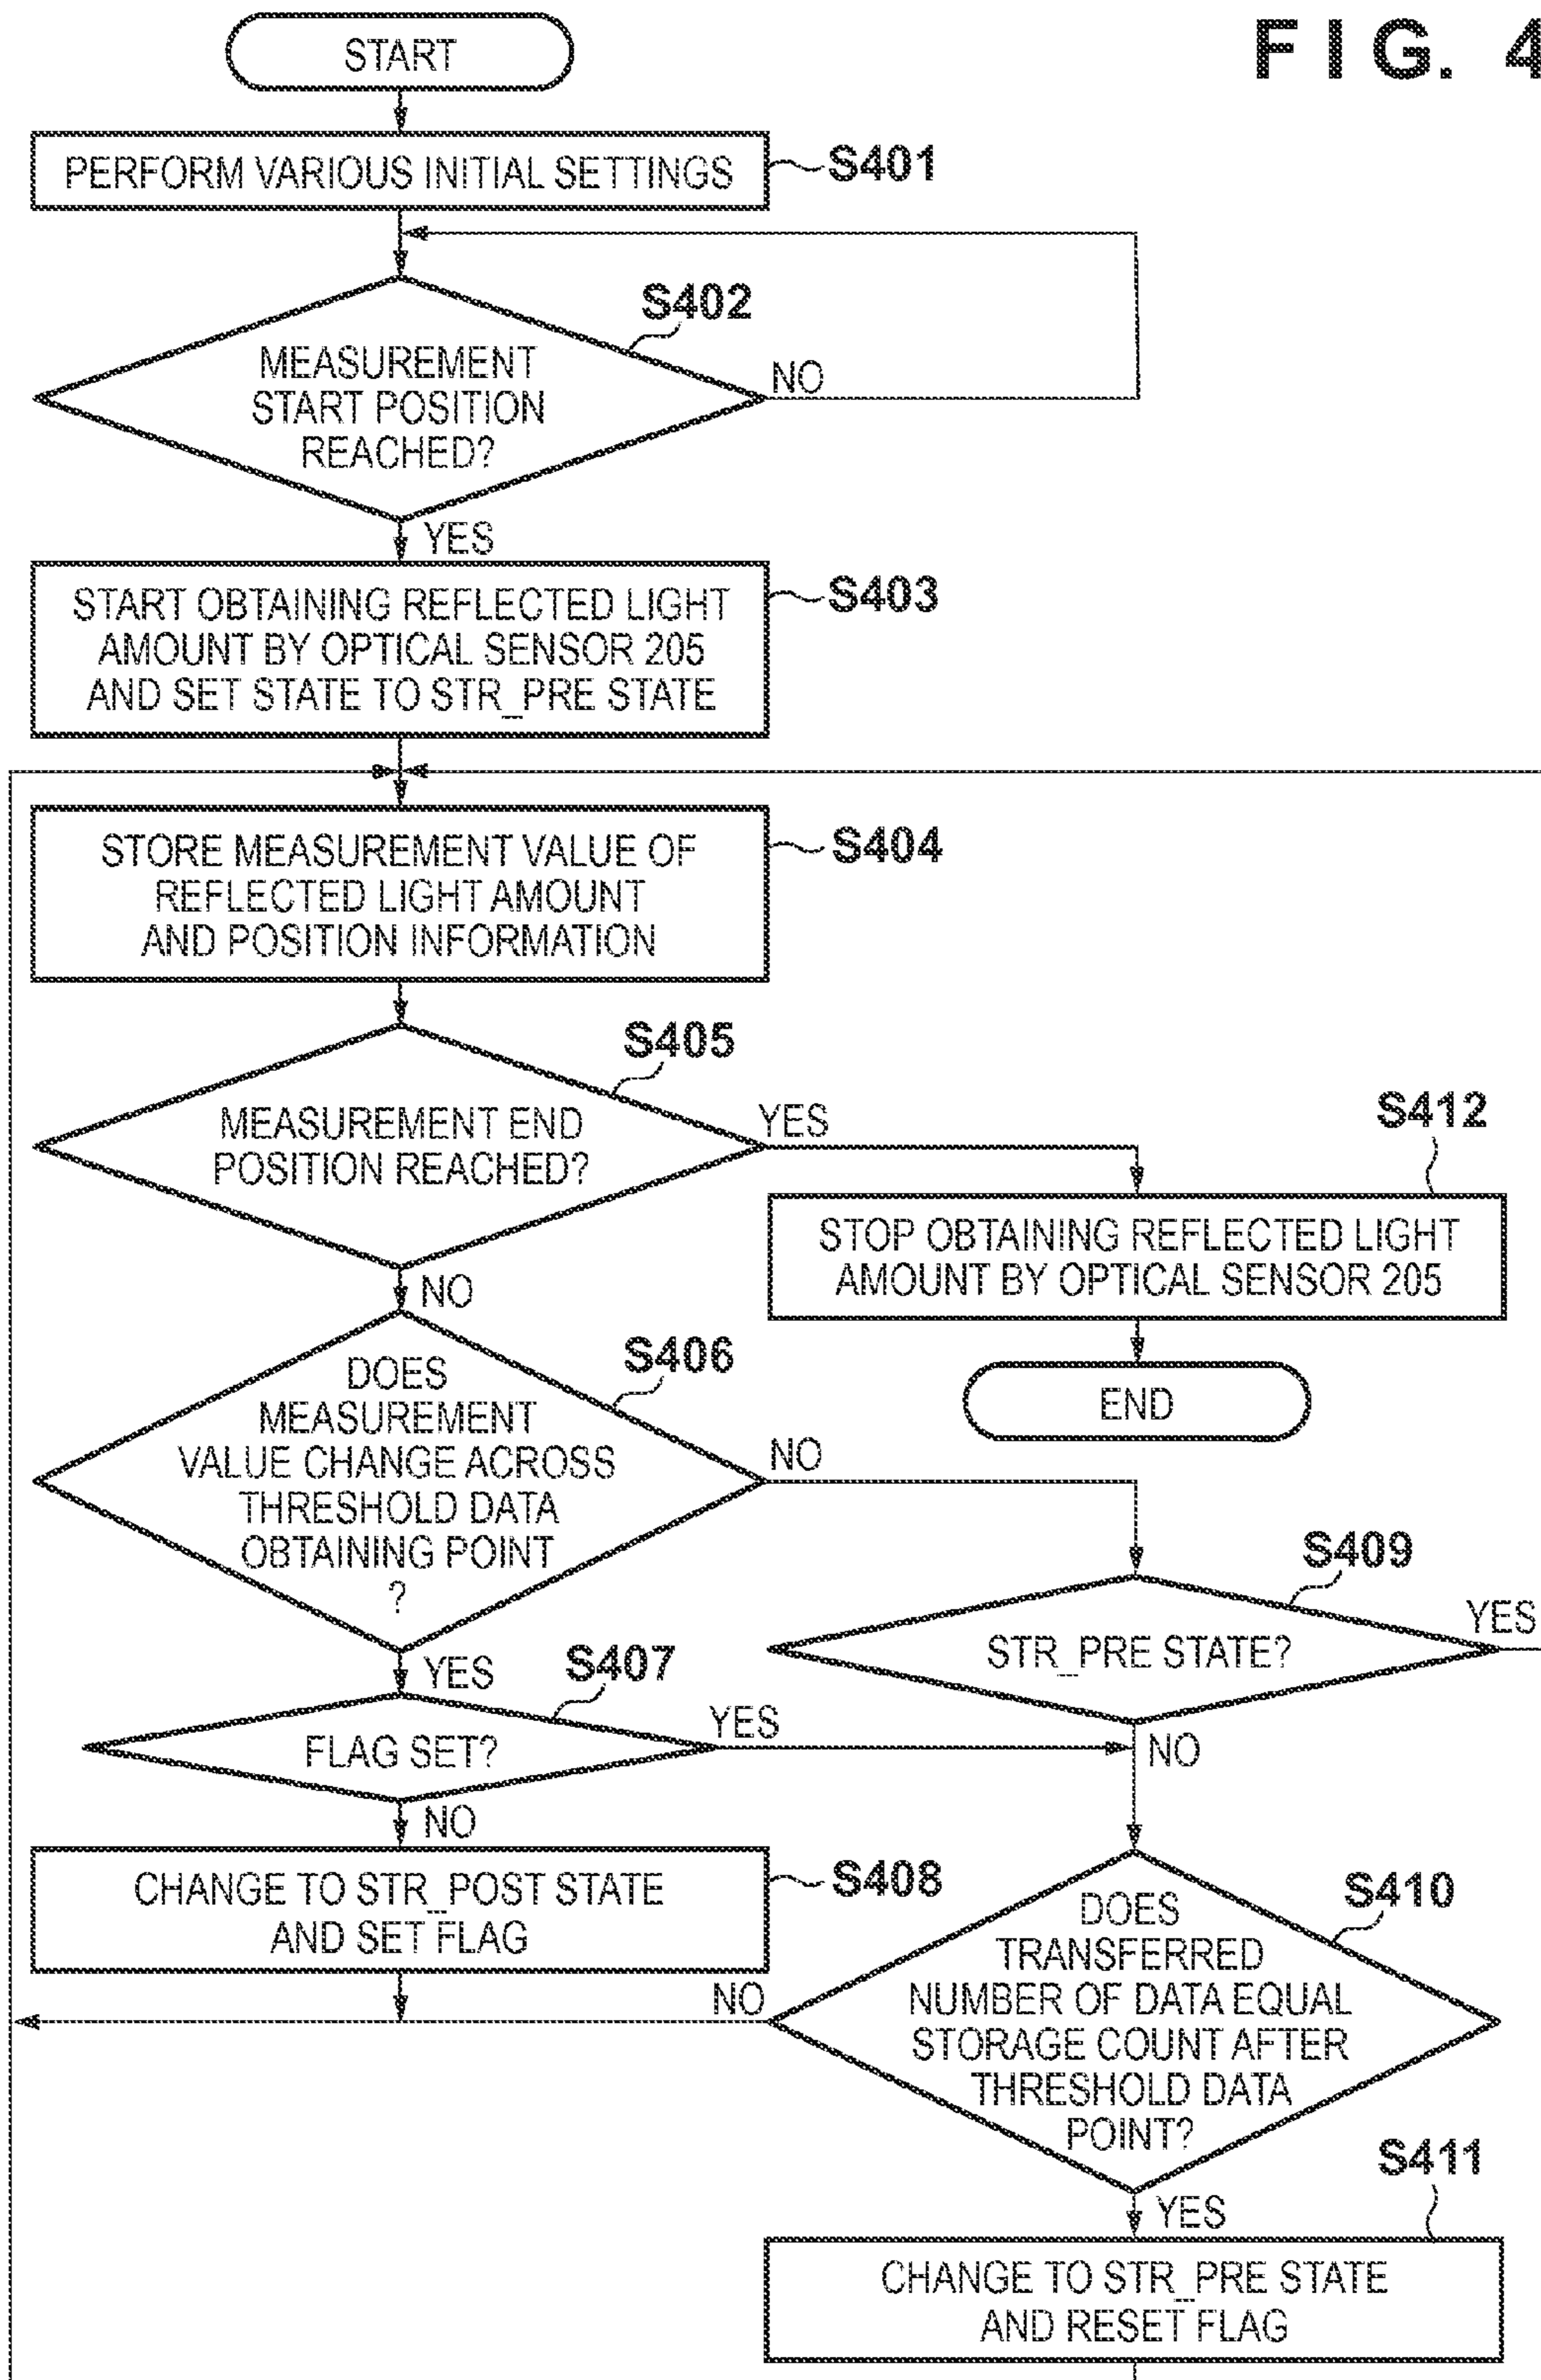 FIG. 4
START
PERFORM VARIOUS INITIAL SETTINGS
S401
S402
MEASUREMENT
START POSITION
REACHED?
NO
YES
START OBTAINING REFLECTED LIGHT
AMOUNT BY OPTICAL SENSOR 205
AND SET STATE TO STR_PRE STATE
S403
STORE MEASUREMENT VALUE OF
REFLECTED LIGHT AMOUNT
AND POSITION INFORMATION
S404
S405
MEASUREMENT END
POSITION REACHED?
YES
NO
S412
STOP OBTAINING REFLECTED LIGHT
AMOUNT BY OPTICAL SENSOR 205
END
S406
DOES
MEASUREMENT
VALUE CHANGE ACROSS
THRESHOLD DATA
OBTAINING POINT
?
NO
YES
S409
STR_PRE STATE?
YES
NO
S407
FLAG SET?
YES
NO
CHANGE TO STR_POST STATE
AND SET FLAG
S408
S410
DOES
TRANSFERRED
NUMBER OF DATA EQUAL
STORAGE COUNT AFTER
THRESHOLD DATA
POINT?
NO
YES
S411
CHANGE TO STR_PRE STATE
AND RESET FLAG